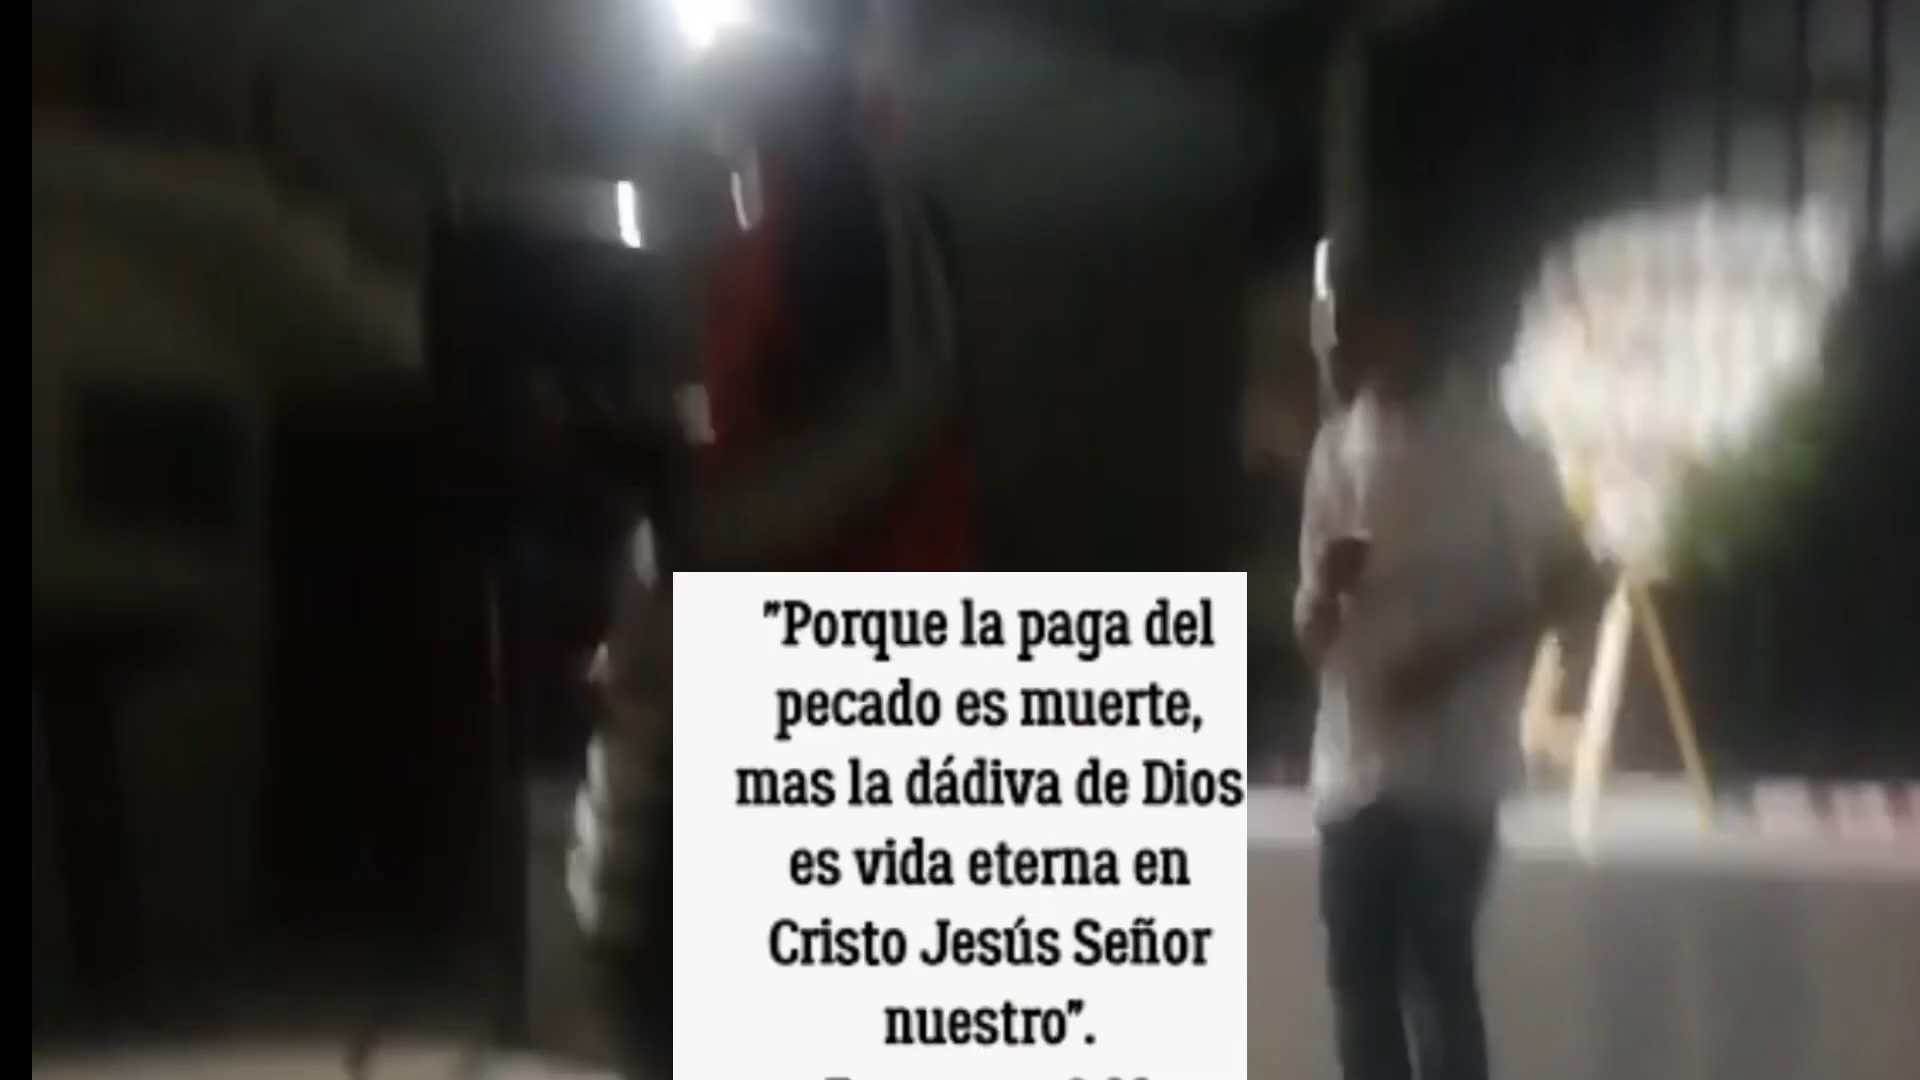 "Porque la paga del
pecado es muerte,
mas la dádiva de Dios
es vida eterna en
Cristo Jesús Señor
nuestro".